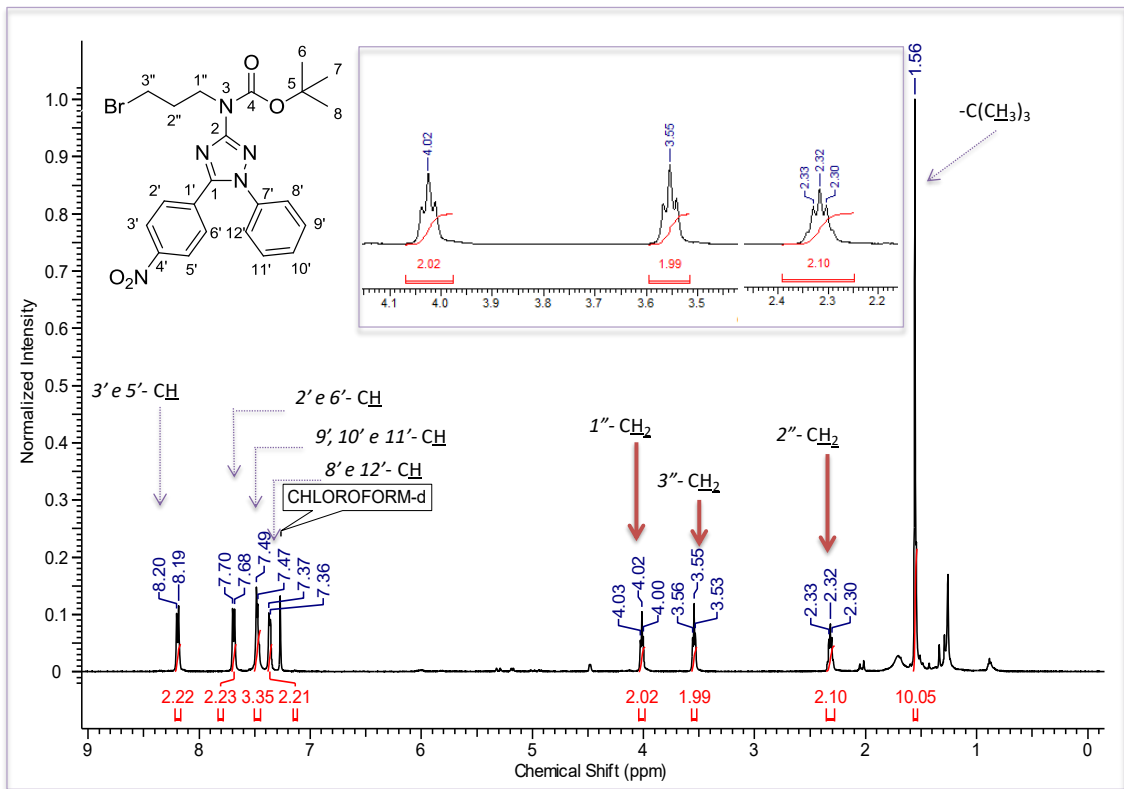 3"
1"
3
O
6
7
5
Br
N
4
O
8
2"
2
N
N
2'
1'
1
N
7'
8'
3'
6'
12'
9'
4'
5'
11'
10'
O₂N
4.02
3.55
2.33
2.32
2.30
2.02
1.99
2.10
4.1 4.0 3.9 3.8 3.7 3.6 3.5
2.4 2.3 2.2
1.56
-C(CH₃)₃
Normalized Intensity
1.0
0.9
0.8
0.7
0.6
0.5
0.4
0.3
0.2
0.1
0
3' e 5'- CH
2' e 6'- CH
9', 10' e 11'- CH
8' e 12'- CH
CHLOROFORM-d
1"- CH₂
3"- CH₂
2"- CH₂
8.20
8.19
7.70
7.68
7.49
7.47
7.37
7.36
4.03
4.02
4.00
3.56
3.55
3.53
2.33
2.32
2.30
2.22 2.23 3.35 2.21 2.02 1.99 2.10 10.05
9 8 7 6 5 4 3 2 1 0
Chemical Shift (ppm)